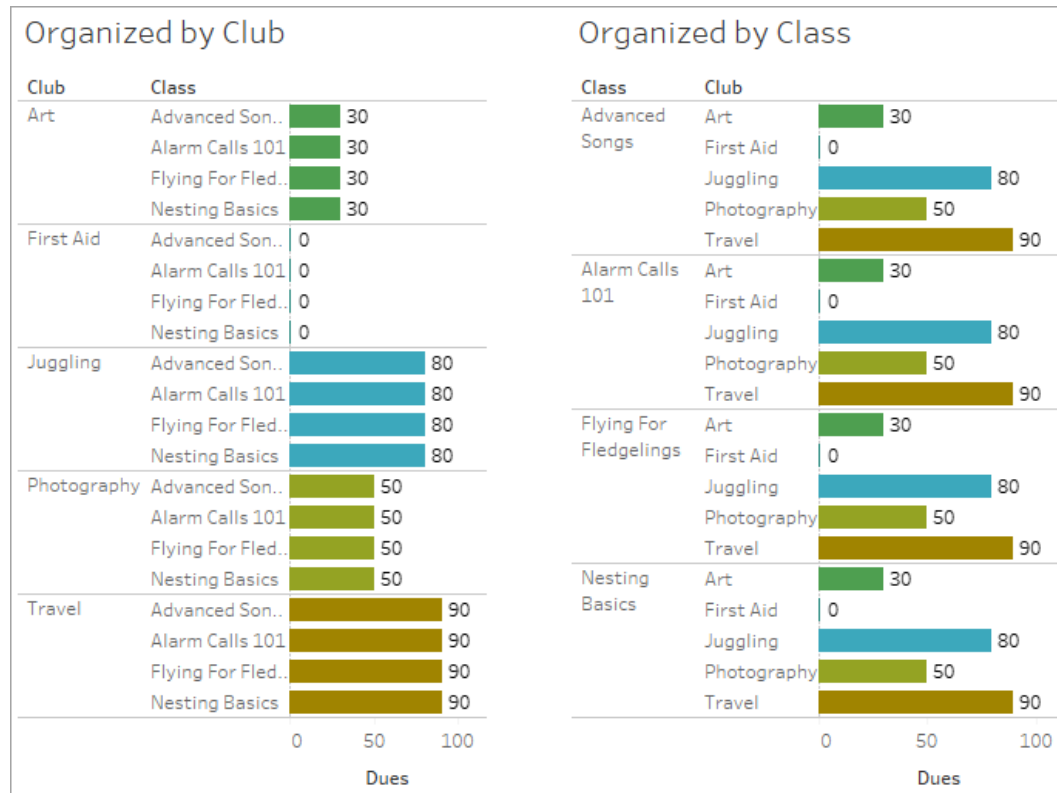 Organized by Club
Club Class
Art Advanced Son.. 30
Alarm Calls 101 30
Flying For Fled.. 30
Nesting Basics 30
First Aid Advanced Son.. 0
Alarm Calls 101 0
Flying For Fled.. 0
Nesting Basics 0
Juggling Advanced Son.. 80
Alarm Calls 101 80
Flying For Fled.. 80
Nesting Basics 80
Photography Advanced Son.. 50
Alarm Calls 101 50
Flying For Fled.. 50
Nesting Basics 50
Travel Advanced Son.. 90
Alarm Calls 101 90
Flying For Fled.. 90
Nesting Basics 90
0 50 100
Dues
Organized by Class
Class Club
Advanced Art 30
Songs First Aid 0
Juggling 80
Photography 50
Travel 90
Alarm Calls Art 30
101 First Aid 0
Juggling 80
Photography 50
Travel 90
Flying For Art 30
Fledgelings First Aid 0
Juggling 80
Photography 50
Travel 90
Nesting Art 30
Basics First Aid 0
Juggling 80
Photography 50
Travel 90
0 50 100
Dues